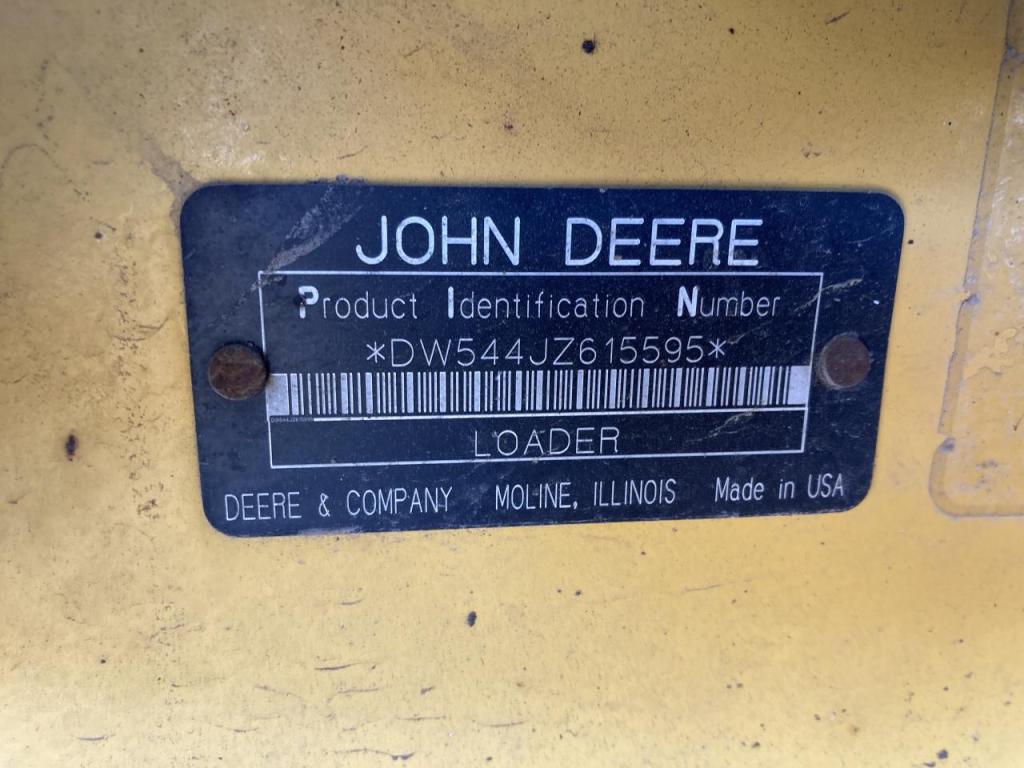 JOHN DEERE
Product Identification Number
*DW544JZ615595*
LOADER
DEERE & COMPANY MOLINE, ILLINOIS Made in USA